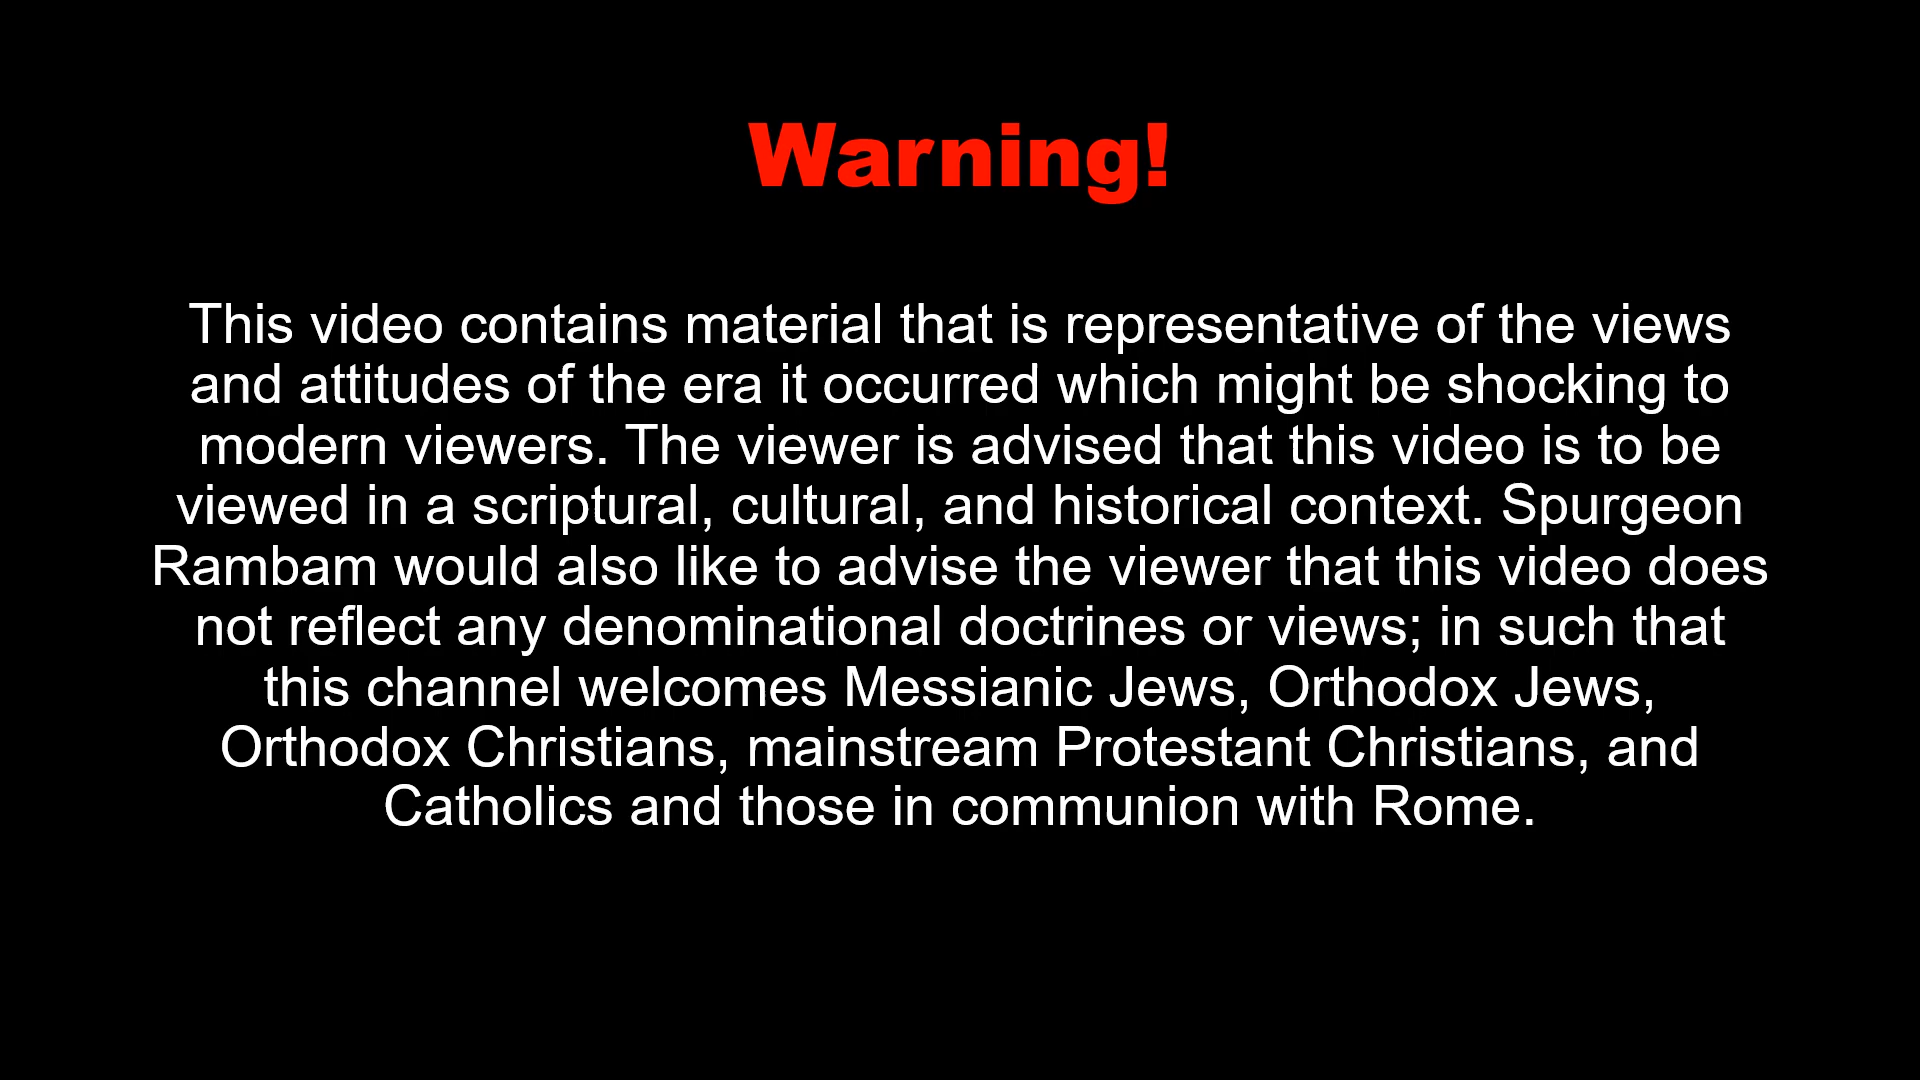 Warning!
This video contains material that is representative of the views
and attitudes of the era it occurred which might be shocking to
modern viewers. The viewer is advised that this video is to be
viewed in a scriptural, cultural, and historical context. Spurgeon
Rambam would also like to advise the viewer that this video does
not reflect any denominational doctrines or views; in such that
this channel welcomes Messianic Jews, Orthodox Jews,
Orthodox Christians, mainstream Protestant Christians, and
Catholics and those in communion with Rome.